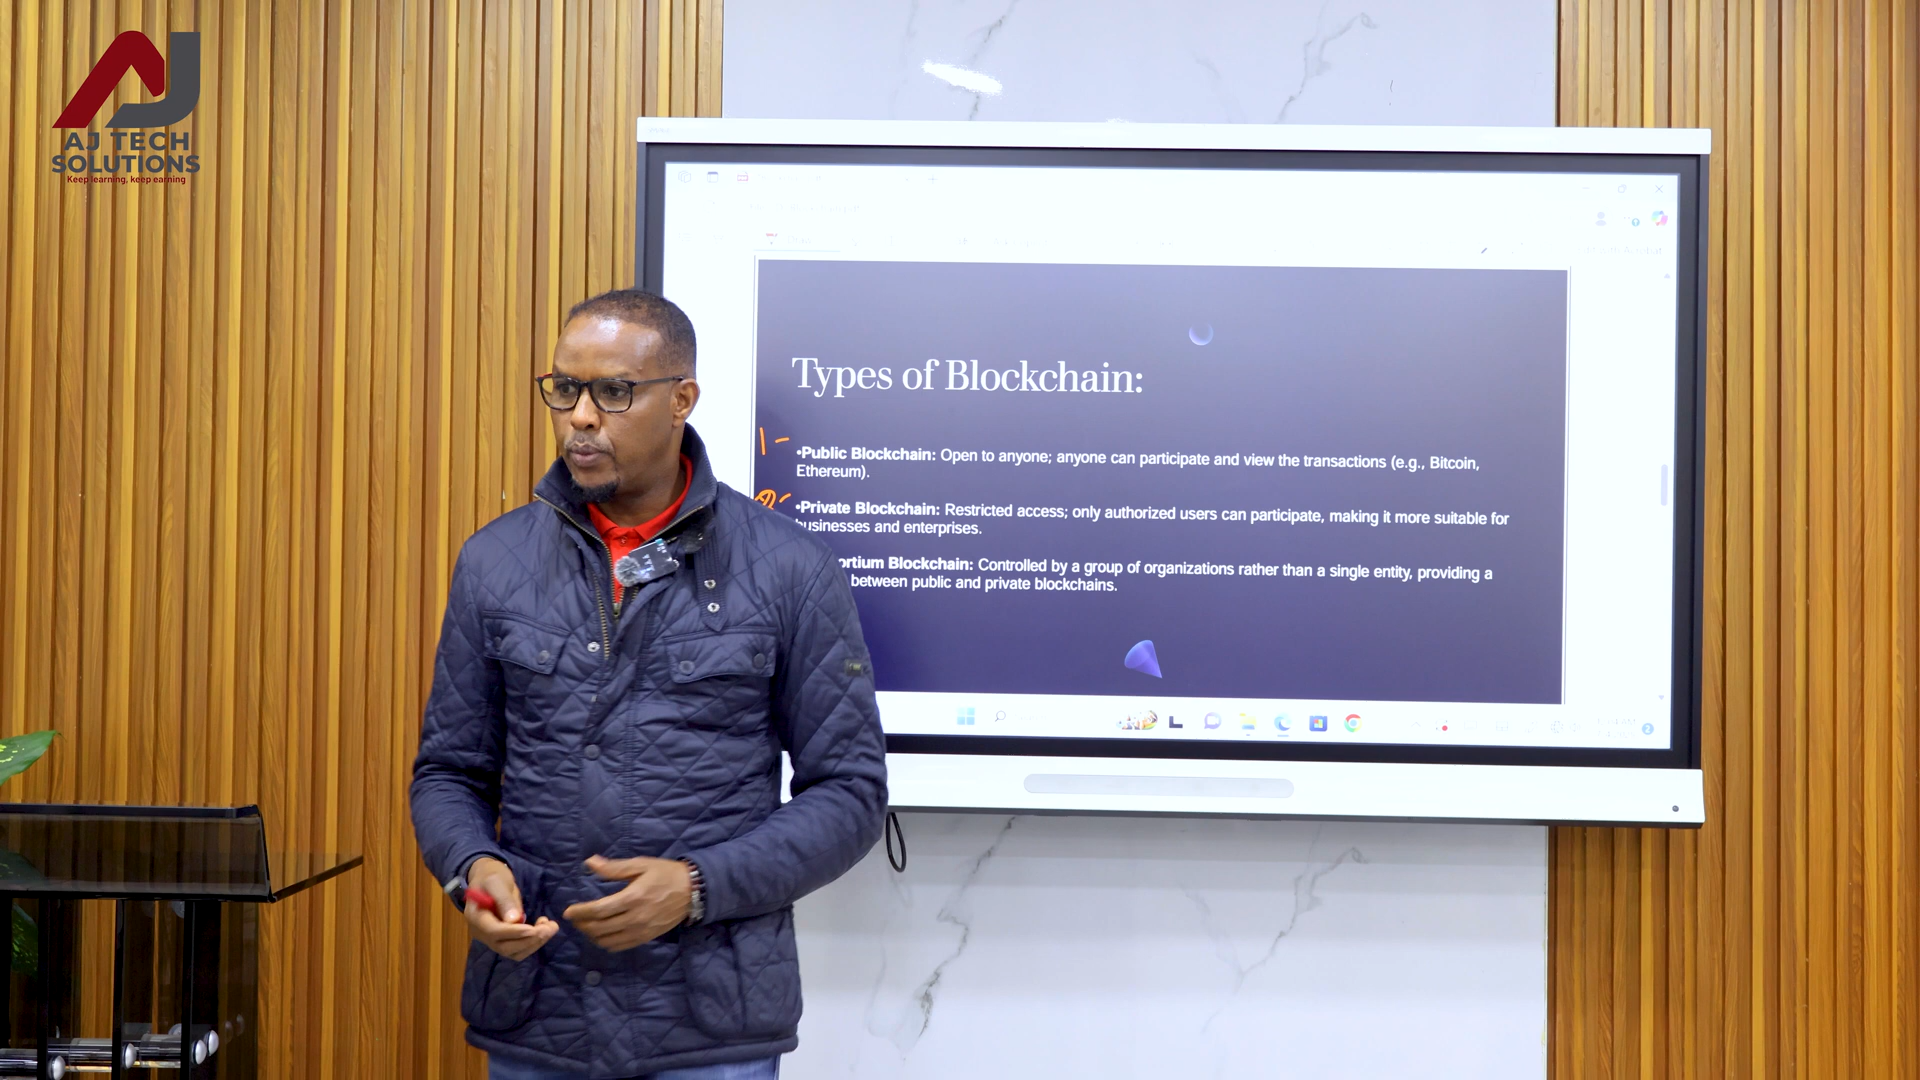 AJ TECH
SOLUTIONS
Keep learning, keep earning
Types of Blockchain:
1-
•Public Blockchain: Open to anyone; anyone can participate and view the transactions (e.g., Bitcoin,
Ethereum).
•Private Blockchain: Restricted access; only authorized users can participate, making it more suitable for
businesses and enterprises.
ortium Blockchain: Controlled by a group of organizations rather than a single entity, providing a
between public and private blockchains.